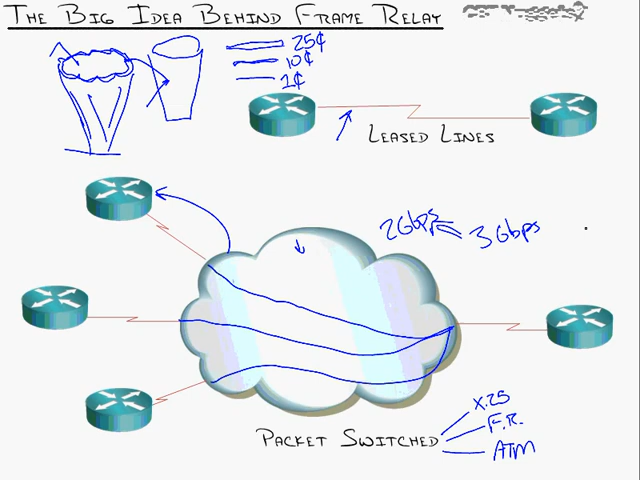 THE BIG IDEA BEHIND FRAME RELAY
25¢
10¢
1¢
LEASED LINES
2Gbps 3Gbps
PACKET SWITCHED
X.25
F.R.
ATM